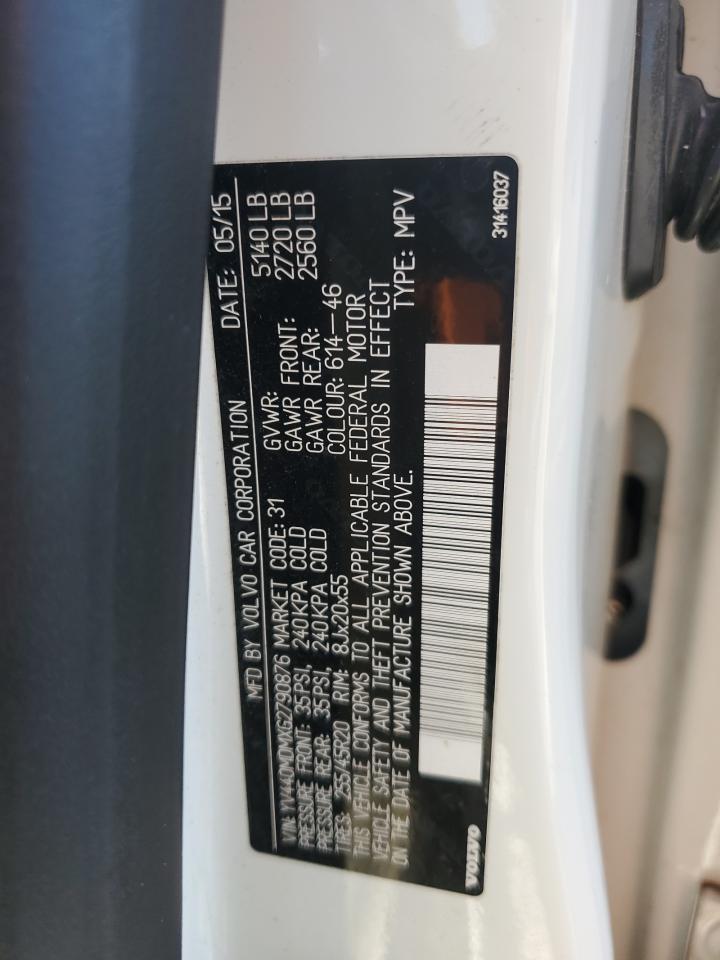 MFD BY VOLVO CAR CORPORATION DATE: 05/15
VIN: YV440MDMXG2790876 MARKET CODE: 31 GVWR: 5140 LB
PRESSURE FRONT: 35PSI, 240KPA COLD GAWR FRONT: 2720 LB
PRESSURE REAR: 35PSI, 240KPA COLD GAWR REAR: 2560 LB
TIRES: 255/45R20 RIM: 8Jx20x55 COLOUR: 614-46
THIS VEHICLE CONFORMS TO ALL APPLICABLE FEDERAL MOTOR
VEHICLE SAFETY AND THEFT PREVENTION STANDARDS IN EFFECT
ON THE DATE OF MANUFACTURE SHOWN ABOVE. TYPE: MPV
VOLVO 31416037